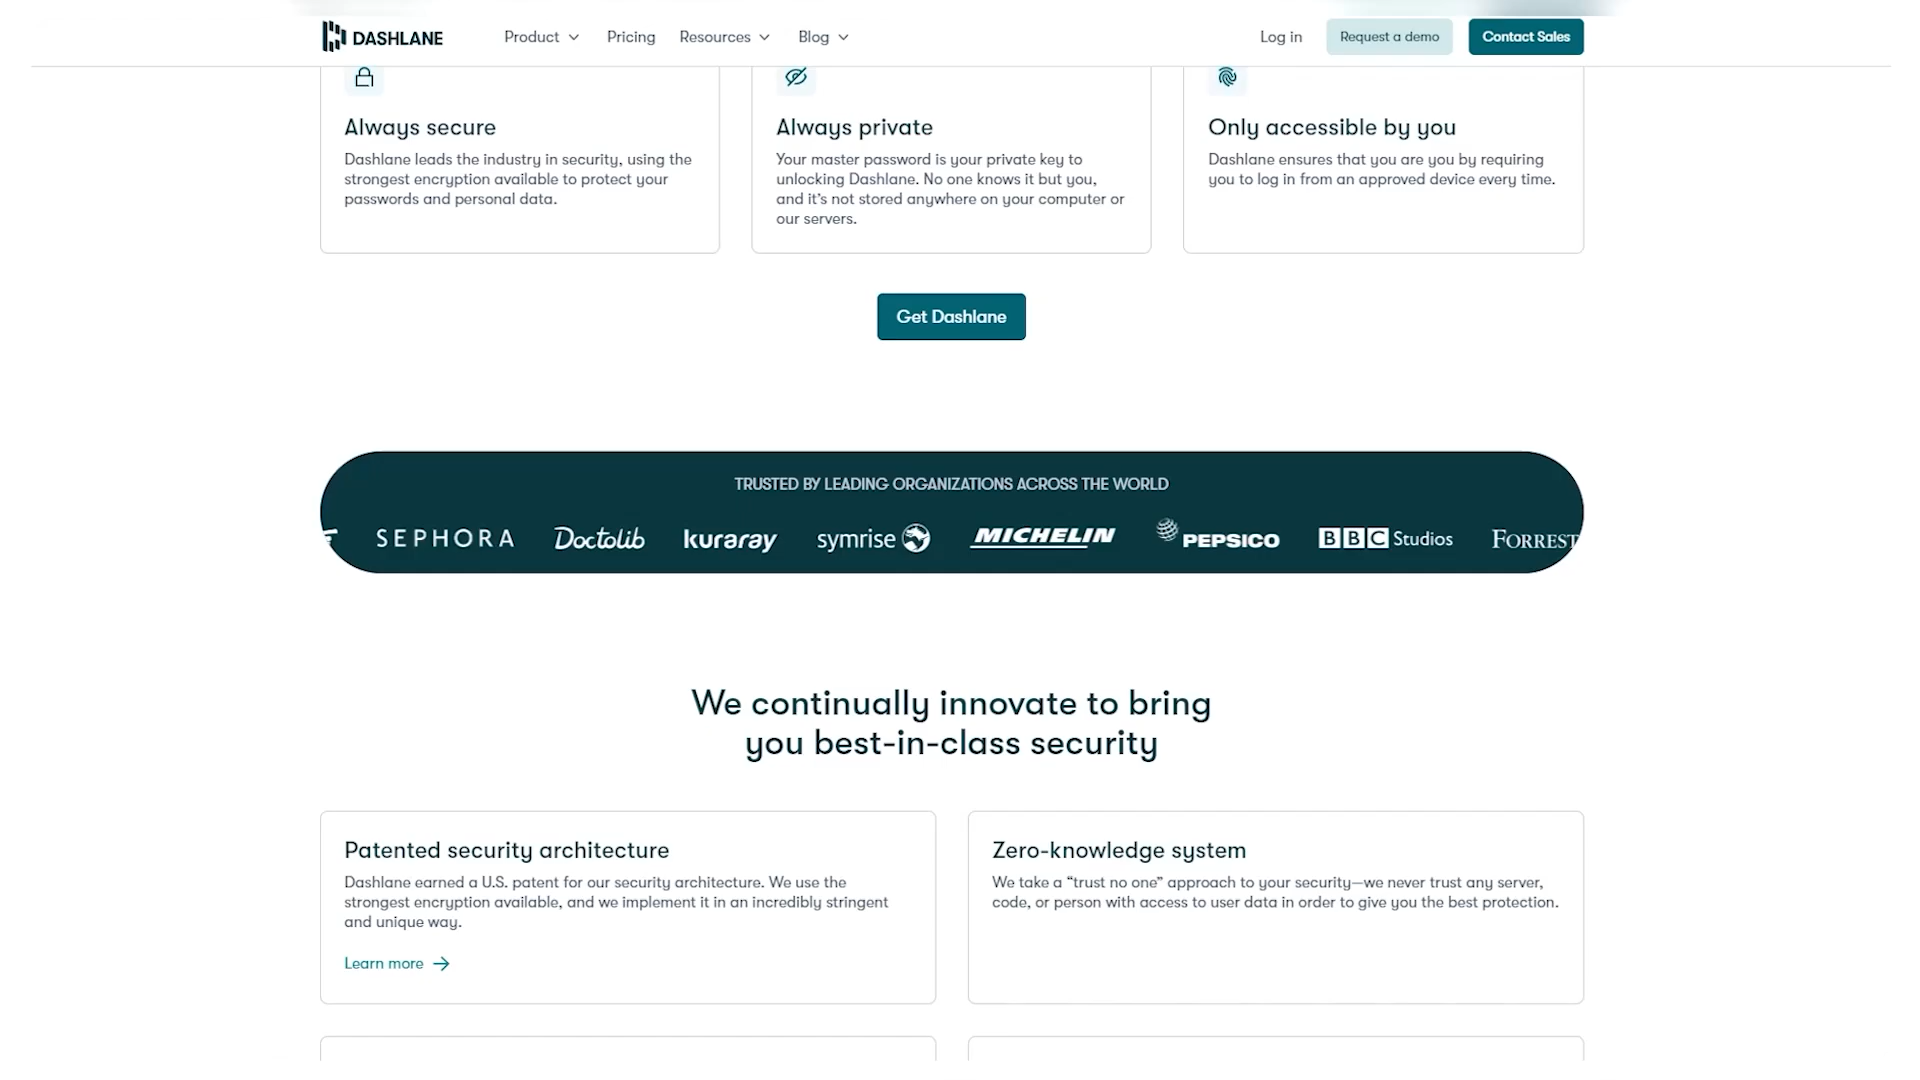 DASHLANE
Product
Pricing
Resources
Blog
Log in
Request a demo
Contact Sales
Always secure
Dashlane leads the industry in security, using the
strongest encryption available to protect your
passwords and personal data.
Always private
Your master password is your private key to
unlocking Dashlane. No one knows it but you,
and it's not stored anywhere on your computer or
our servers.
Only accessible by you
Dashlane ensures that you are you by requiring
you to log in from an approved device every time.
Get Dashlane
TRUSTED BY LEADING ORGANIZATIONS ACROSS THE WORLD
SEPHORA
Doctolib
kuraray
symrise
MICHELIN
PEPSICO
BBC Studios
FORREST
We continually innovate to bring
you best-in-class security
Patented security architecture
Dashlane earned a U.S. patent for our security architecture. We use the
strongest encryption available, and we implement it in an incredibly stringent
and unique way.
Learn more
Zero-knowledge system
We take a “trust no one” approach to your security—we never trust any server,
code, or person with access to user data in order to give you the best protection.